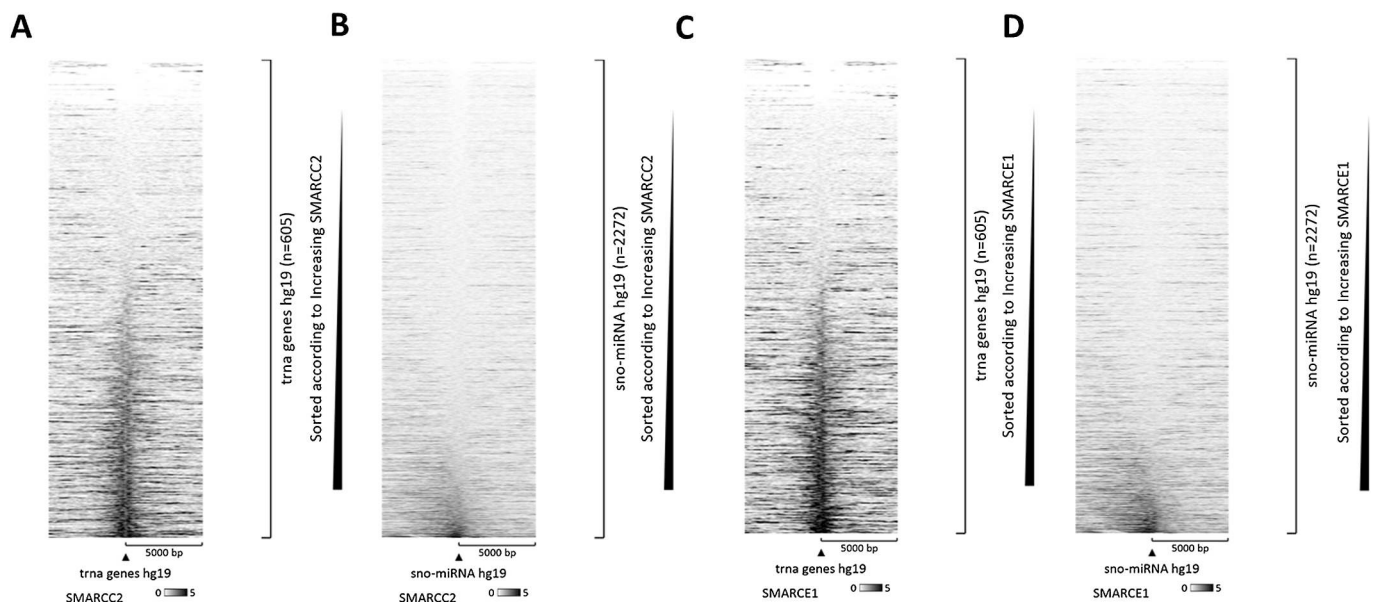 A
trna genes hg19 (n=605)
Sorted according to Increasing SMARCC2
5000 bp
trna genes hg19
SMARCC2 0 5
B
sno-miRNA hg19 (n=2272)
Sorted according to Increasing SMARCC2
5000 bp
sno-miRNA hg19
SMARCC2 0 5
C
trna genes hg19 (n=605)
Sorted according to Increasing SMARCE1
5000 bp
trna genes hg19
SMARCE1 0 5
D
sno-miRNA hg19 (n=2272)
Sorted according to Increasing SMARCE1
5000 bp
sno-miRNA hg19
SMARCE1 0 5